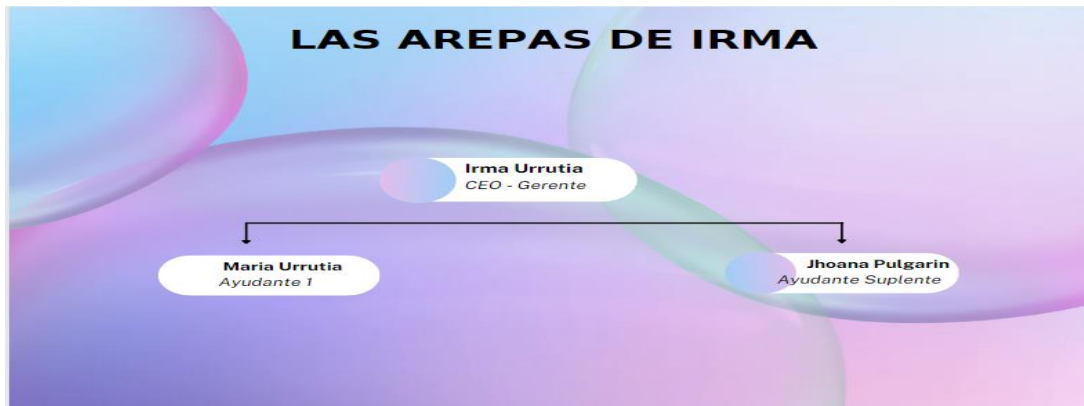 LAS AREPAS DE IRMA
Irma Urrutia
CEO - Gerente
Maria Urrutia
Ayudante 1
Jhoana Pulgarin
Ayudante Suplente